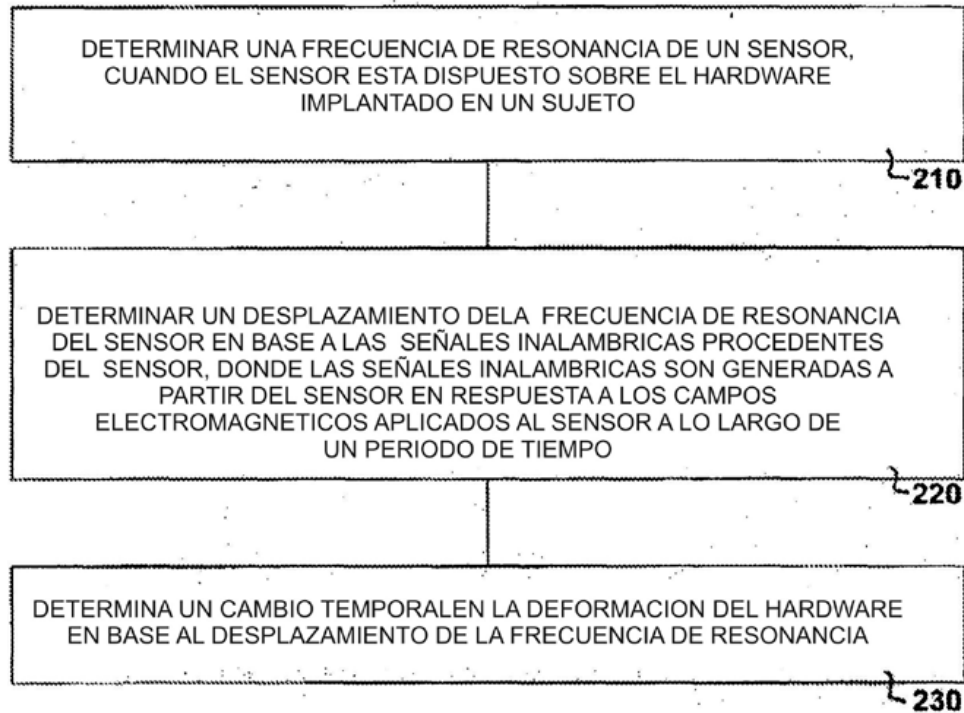 DETERMINAR UNA FRECUENCIA DE RESONANCIA DE UN SENSOR,
CUANDO EL SENSOR ESTA DISPUESTO SOBRE EL HARDWARE
IMPLANTADO EN UN SUJETO
210
DETERMINAR UN DESPLAZAMIENTO DELA FRECUENCIA DE RESONANCIA
DEL SENSOR EN BASE A LAS SEÑALES INALAMBRICAS PROCEDENTES
DEL SENSOR, DONDE LAS SEÑALES INALAMBRICAS SON GENERADAS A
PARTIR DEL SENSOR EN RESPUESTA A LOS CAMPOS
ELECTROMAGNETICOS APLICADOS AL SENSOR A LO LARGO DE
UN PERIODO DE TIEMPO
220
DETERMINA UN CAMBIO TEMPORALEN LA DEFORMACION DEL HARDWARE
EN BASE AL DESPLAZAMIENTO DE LA FRECUENCIA DE RESONANCIA
230